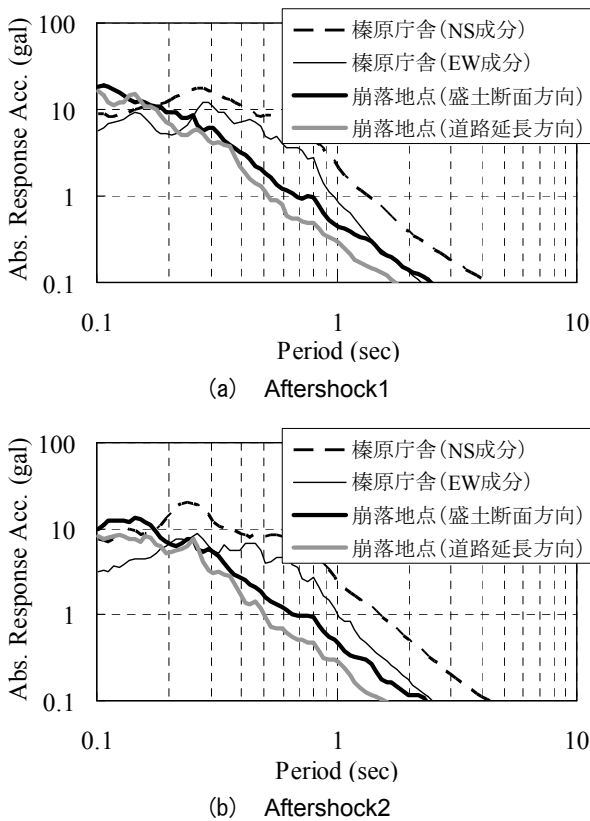 Abs. Response Acc. (gal)
100
10
1
0.1
榛原庁舎(NS成分)
榛原庁舎(EW成分)
崩落地点(盛土断面方向)
崩落地点(道路延長方向)
0.1
1
10
Period (sec)
(a) Aftershock1
Abs. Response Acc. (gal)
100
10
1
0.1
榛原庁舎(NS成分)
榛原庁舎(EW成分)
崩落地点(盛土断面方向)
崩落地点(道路延長方向)
0.1
1
10
Period (sec)
(b) Aftershock2